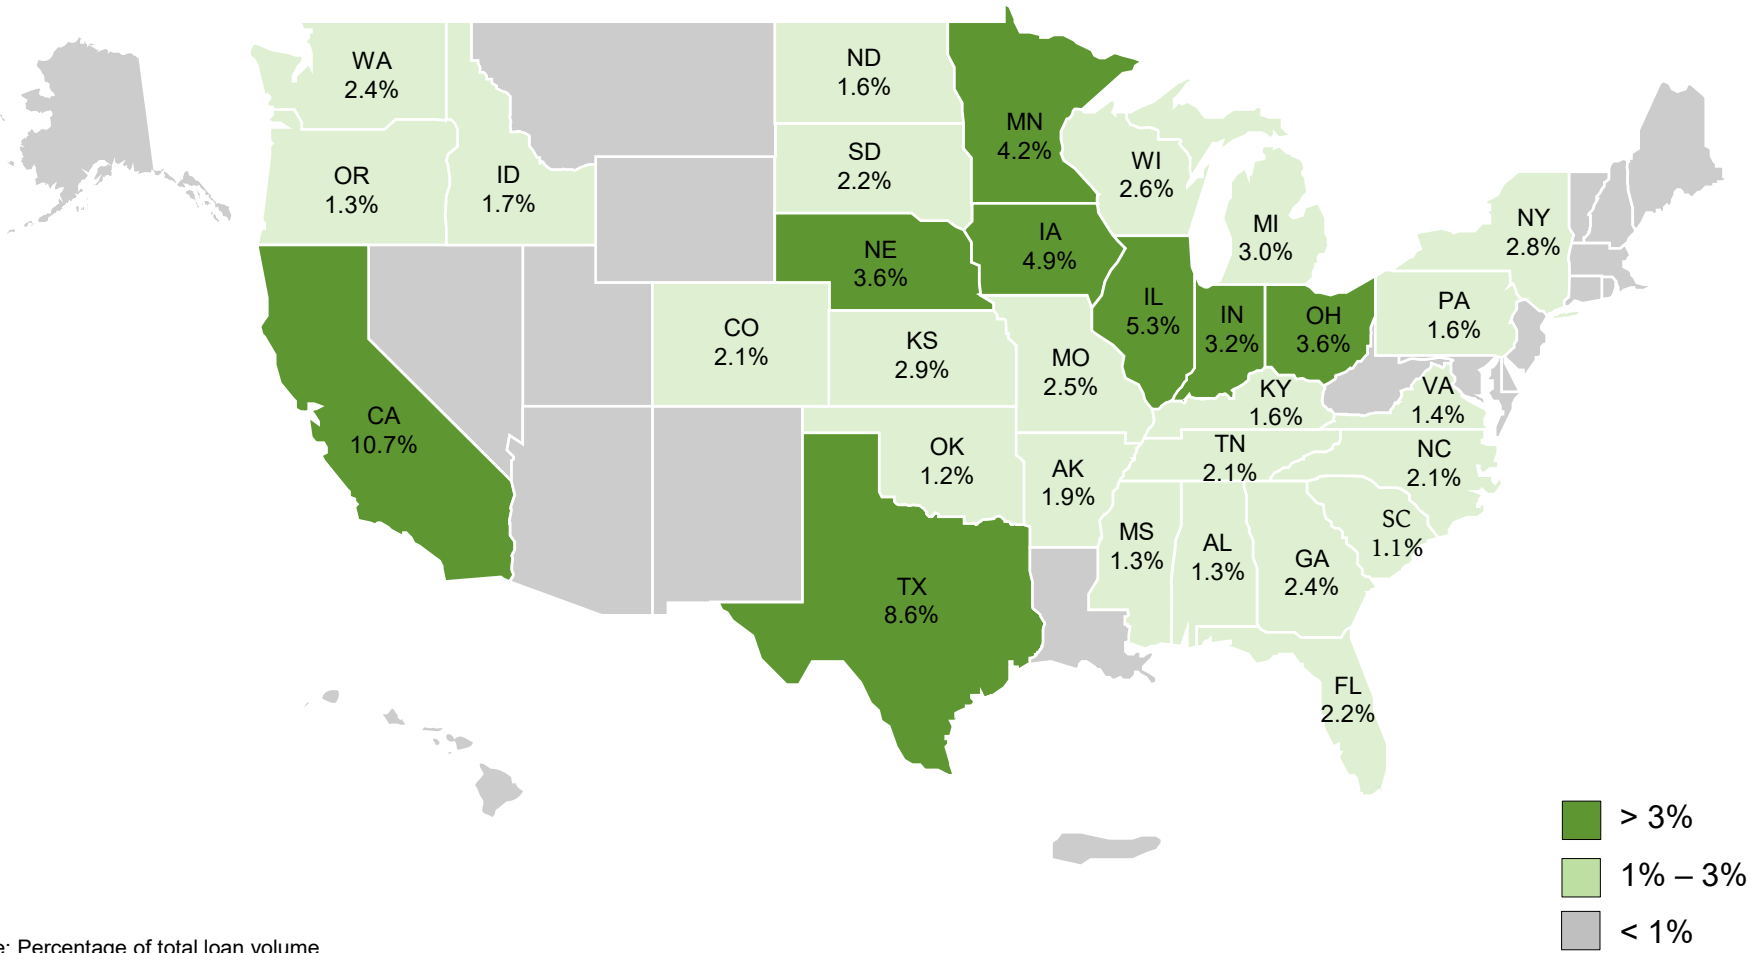 WA
2.4%
ND
1.6%
MN
4.2%
SD
2.2%
WI
2.6%
OR
1.3%
ID
1.7%
NY
2.8%
MI
3.0%
IA
4.9%
NE
3.6%
IL
5.3%
IN
3.2%
OH
3.6%
PA
1.6%
CO
2.1%
KS
2.9%
MO
2.5%
KY
1.6%
VA
1.4%
CA
10.7%
OK
1.2%
AK
1.9%
TN
2.1%
NC
2.1%
MS
1.3%
AL
1.3%
GA
2.4%
SC
1.1%
TX
8.6%
FL
2.2%
> 3%
1% – 3%
< 1%
e: Percentage of total loan volume